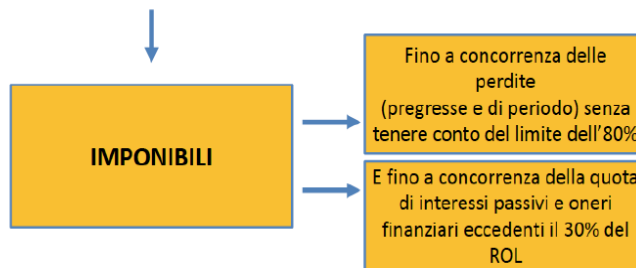 IMPONIBILI
Fino a concorrenza delle
perdite
(pregresse e di periodo) senza
tenere conto del limite dell'80%
E fino a concorrenza della quota
di interessi passivi e oneri
finanziari eccedenti il 30% del
ROL